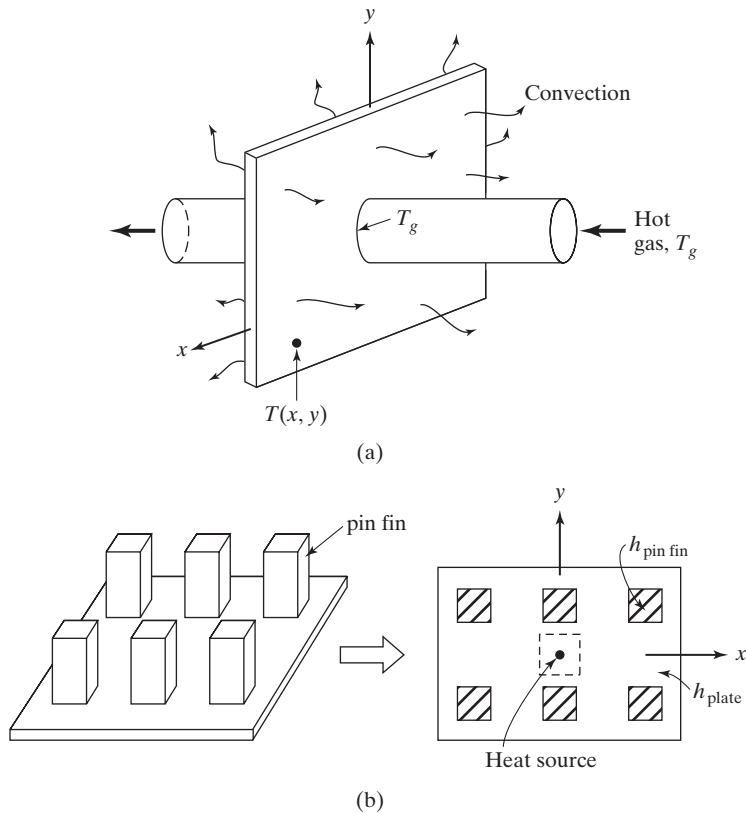 y
Convection
T_g
Hot
gas, T_g
x
T(x, y)
(a)
pin fin
y
h_pin fin
x
h_plate
Heat source
(b)